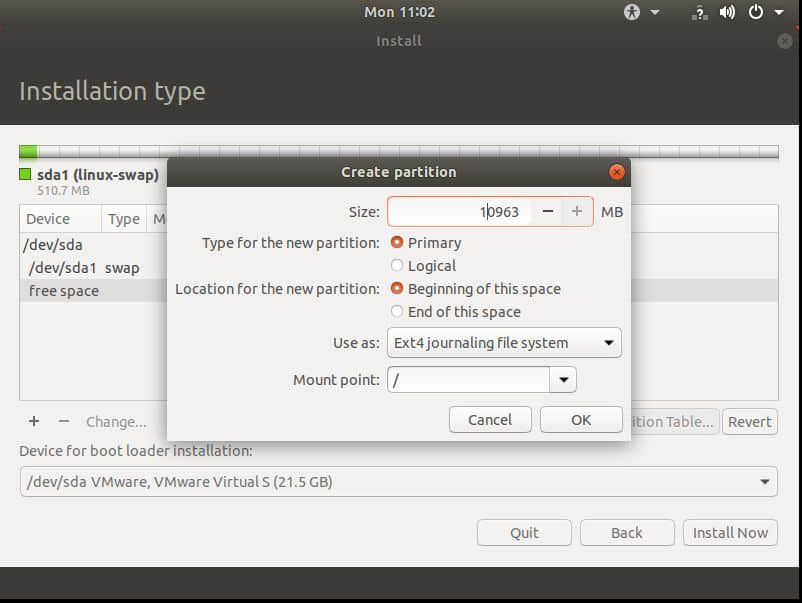 Mon 11:02
Install
Installation type
sda1 (linux-swap)
510.7 MB
Device Type M
/dev/sda
/dev/sda1 swap
free space
Create partition
Size: 10963 − + MB
Type for the new partition: Primary
Logical
Location for the new partition: Beginning of this space
End of this space
Use as: Ext4 journaling file system
Mount point: /
Cancel OK
+ − Change... ition Table... Revert
Device for boot loader installation:
/dev/sda VMware, VMware Virtual S (21.5 GB)
Quit Back Install Now